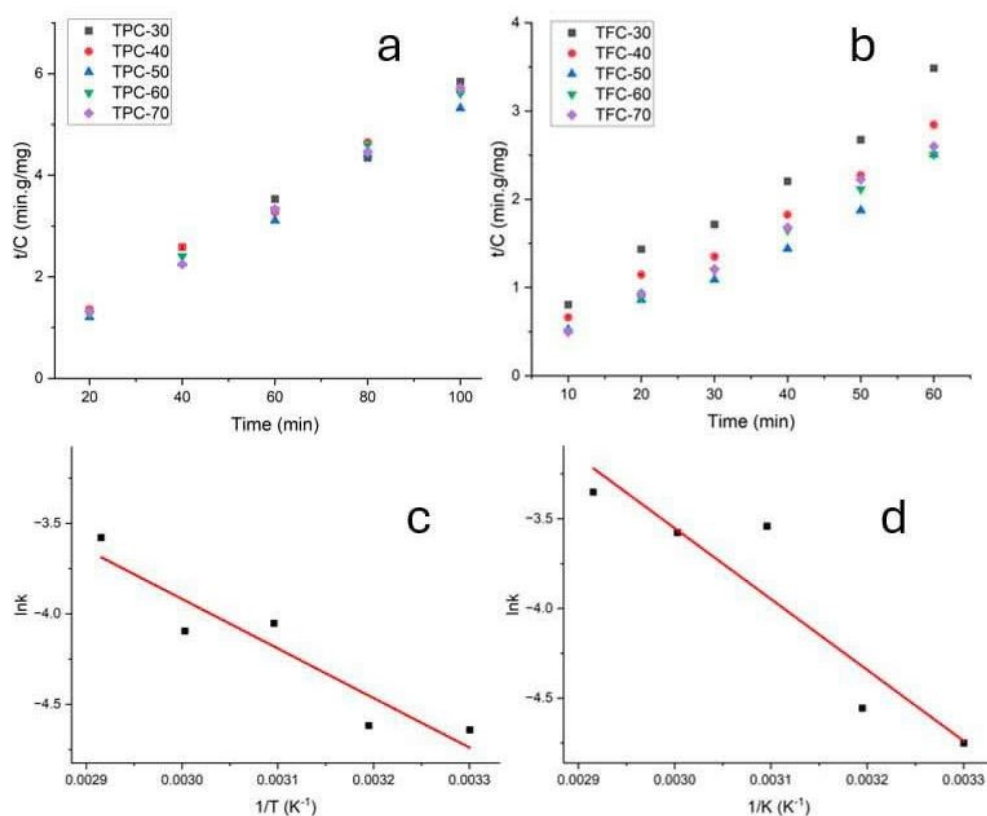 a
TPC-30
TPC-40
TPC-50
TPC-60
TPC-70
t/C (min.g/mg)
6
4
2
0
20 40 60 80 100
Time (min)
b
TFC-30
TFC-40
TFC-50
TFC-60
TFC-70
t/C (min.g/mg)
4
3
2
1
0
10 20 30 40 50 60
Time (min)
c
lnk
−3.5
−4.0
−4.5
0.0029 0.0030 0.0031 0.0032 0.0033
1/T (K⁻¹)
d
lnk
−3.5
−4.0
−4.5
0.0029 0.0030 0.0031 0.0032 0.0033
1/K (K⁻¹)